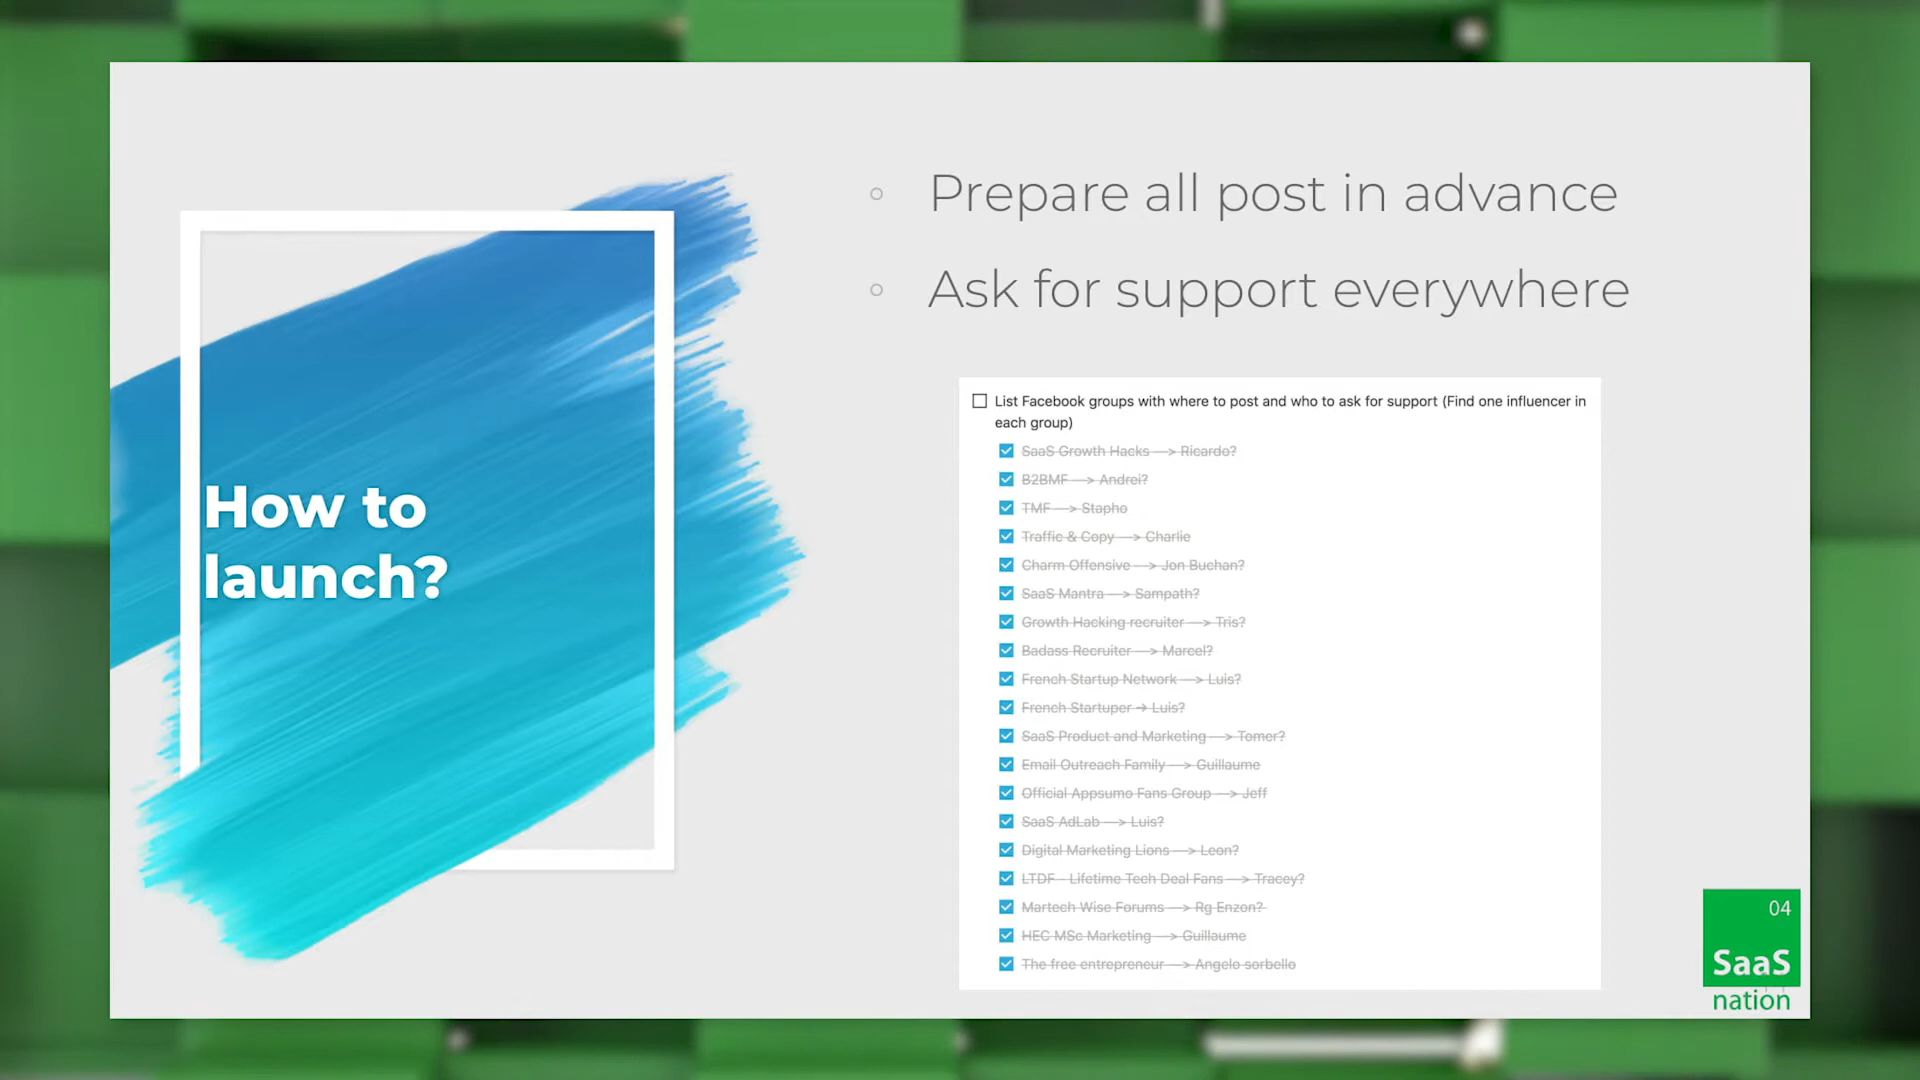 How to
launch?
Prepare all post in advance
Ask for support everywhere
List Facebook groups with where to post and who to ask for support (Find one influencer in
each group)
SaaS Growth Hacks —> Ricardo?
B2BMF —> Andrei?
TMF —> Stapho
Traffic & Copy —> Charlie
Charm Offensive —> Jon Buchan?
SaaS Mantra —> Sampath?
Growth Hacking recruiter —> Tris?
Badass Recruiter —> Marcel?
French Startup Network —> Luis?
French Startuper → Luis?
SaaS Product and Marketing —> Tomer?
Email Outreach Family —> Guillaume
Official Appsumo Fans Group —> Jeff
SaaS AdLab —> Luis?
Digital Marketing Lions —> Leon?
LTDF - Lifetime Tech Deal Fans —> Tracey?
Martech Wise Forums —> Rg Enzon?
HEC MSc Marketing —> Guillaume
The free entrepreneur —> Angelo sorbello
04
SaaS
nation